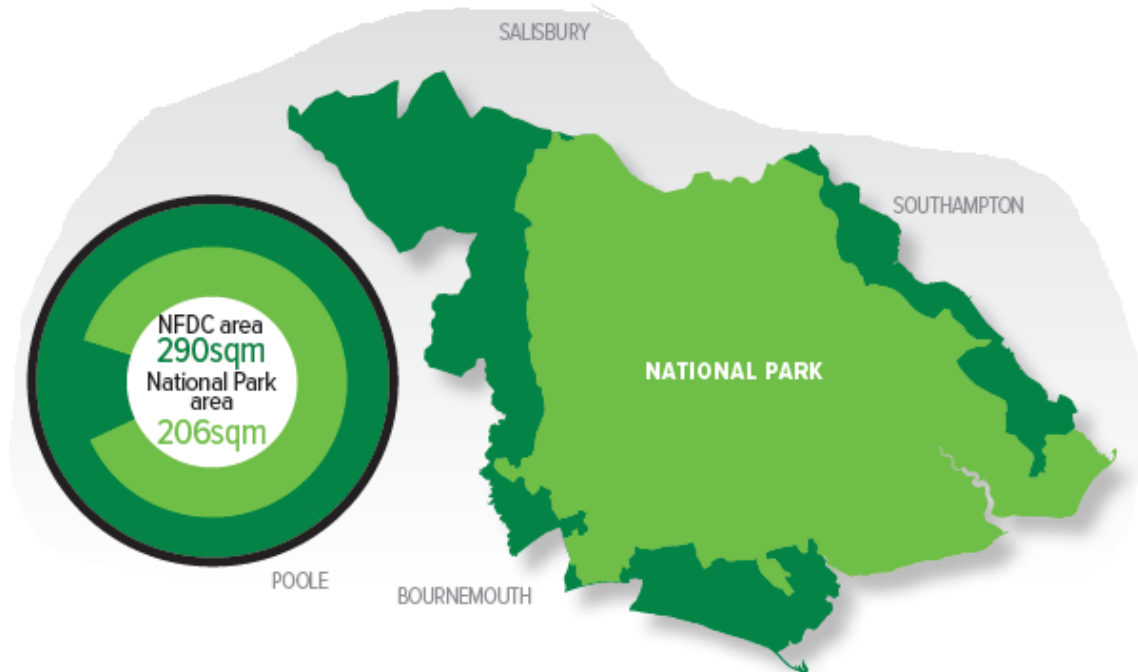 SALISBURY
SOUTHAMPTON
NFDC area
290sqm
National Park
area
206sqm
NATIONAL PARK
POOLE
BOURNEMOUTH